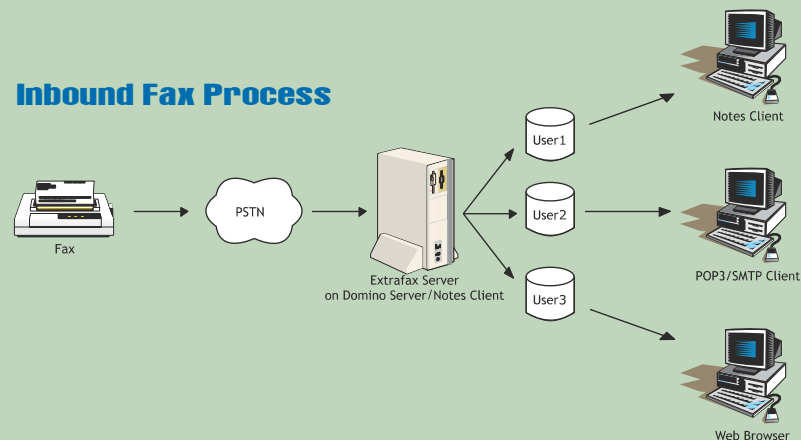 Inbound Fax Process
Fax
PSTN
Extrafax Server
on Domino Server/Notes Client
User1
User2
User3
Notes Client
POP3/SMTP Client
Web Browser